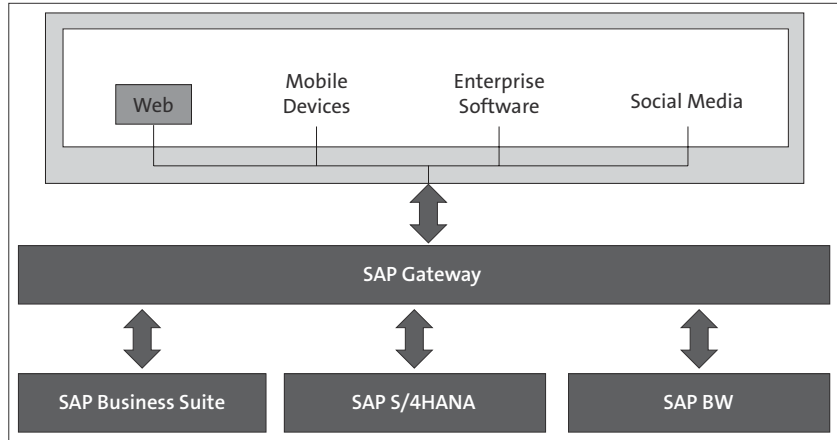 Web
Mobile
Devices
Enterprise
Software
Social Media
SAP Gateway
SAP Business Suite
SAP S/4HANA
SAP BW